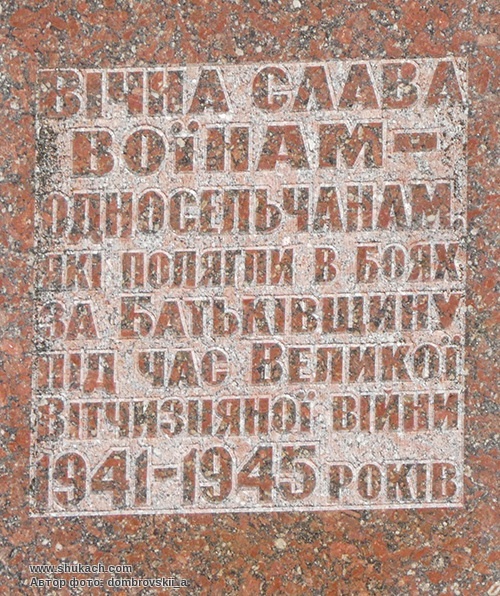 ВІЧНА СЛАВА
ВОЇНАМ-
ОДНОСЕЛЬЧАНАМ,
ЯКІ ПОЛЯГЛИ В БОЯХ
ЗА БАТЬКІВЩИНУ
ПІД ЧАС ВЕЛИКОЇ
ВІТЧИЗНЯНОЇ ВІЙНИ
1941-1945 РОКІВ
www.shukach.com
Автор фото: dombrovskii_a.